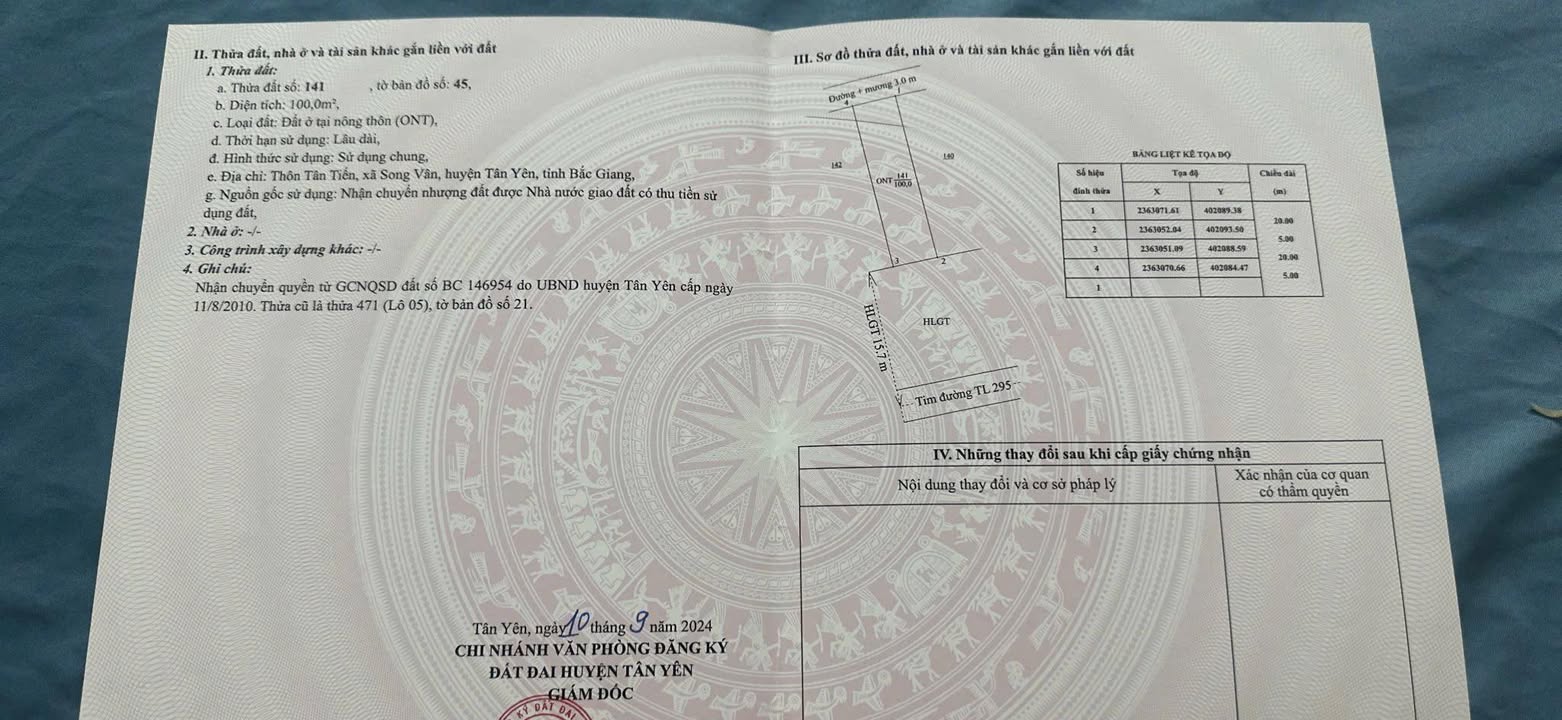 II. Thửa đất, nhà ở và tài sản khác gắn liền với đất
1. Thửa đất:
a. Thửa đất số: 141 , tờ bản đồ số: 45,
b. Diện tích: 100,0m²,
c. Loại đất: Đất ở tại nông thôn (ONT),
d. Thời hạn sử dụng: Lâu dài,
đ. Hình thức sử dụng: Sử dụng chung,
e. Địa chỉ: Thôn Tân Tiến, xã Song Vân, huyện Tân Yên, tỉnh Bắc Giang,
g. Nguồn gốc sử dụng: Nhận chuyển nhượng đất được Nhà nước giao đất có thu tiền sử
dụng đất,
2. Nhà ở: -/-
3. Công trình xây dựng khác: -/-
4. Ghi chú:
Nhận chuyển quyền từ GCNQSD đất số BC 146954 do UBND huyện Tân Yên cấp ngày
11/8/2010. Thửa cũ là thửa 471 (Lô 05), tờ bản đồ số 21.
Tân Yên, ngày 10 tháng 9 năm 2024
CHI NHÁNH VĂN PHÒNG ĐĂNG KÝ
ĐẤT ĐAI HUYỆN TÂN YÊN
GIÁM ĐỐC
KÝ ĐẤT ĐAI
III. Sơ đồ thửa đất, nhà ở và tài sản khác gắn liền với đất
Đường + mương 3.0 m
4 1
142 140
ONT 141
100,0
3 2
HLGT 15.7 m
HLGT
Tim đường TL 295
BẢNG LIỆT KÊ TỌA ĐỘ
Số hiệu đỉnh thửa Tọa độ Chiều dài (m)
X Y
1 2363071.61 402089.38
20.00
2 2363052.04 402093.50
5.00
3 2363051.09 402088.59
20.00
4 2363070.66 402084.47
5.00
1
IV. Những thay đổi sau khi cấp giấy chứng nhận
Nội dung thay đổi và cơ sở pháp lý Xác nhận của cơ quan
có thẩm quyền